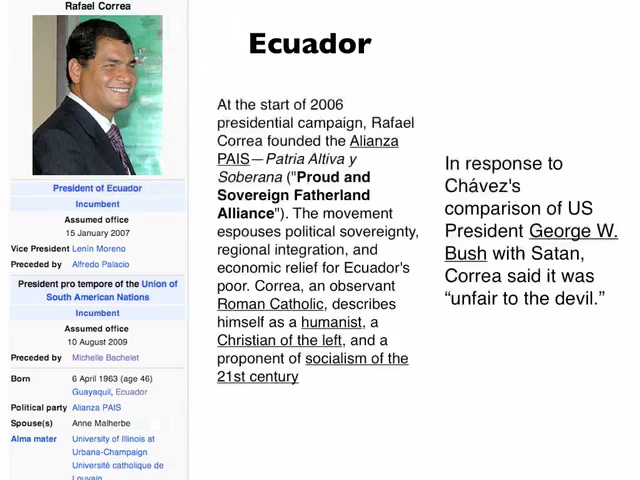 Rafael Correa
President of Ecuador
Incumbent
Assumed office
15 January 2007
Vice President Lenín Moreno
Preceded by Alfredo Palacio
President pro tempore of the Union of
South American Nations
Incumbent
Assumed office
10 August 2009
Preceded by Michelle Bachelet
Born 6 April 1963 (age 46)
Guayaquil, Ecuador
Political party Alianza PAIS
Spouse(s) Anne Malherbe
Alma mater University of Illinois at
Urbana-Champaign
Université catholique de
Louvain
Ecuador
At the start of 2006
presidential campaign, Rafael
Correa founded the Alianza
PAIS—Patria Altiva y
Soberana ("Proud and
Sovereign Fatherland
Alliance"). The movement
espouses political sovereignty,
regional integration, and
economic relief for Ecuador's
poor. Correa, an observant
Roman Catholic, describes
himself as a humanist, a
Christian of the left, and a
proponent of socialism of the
21st century
In response to
Chávez's
comparison of US
President George W.
Bush with Satan,
Correa said it was
“unfair to the devil.”